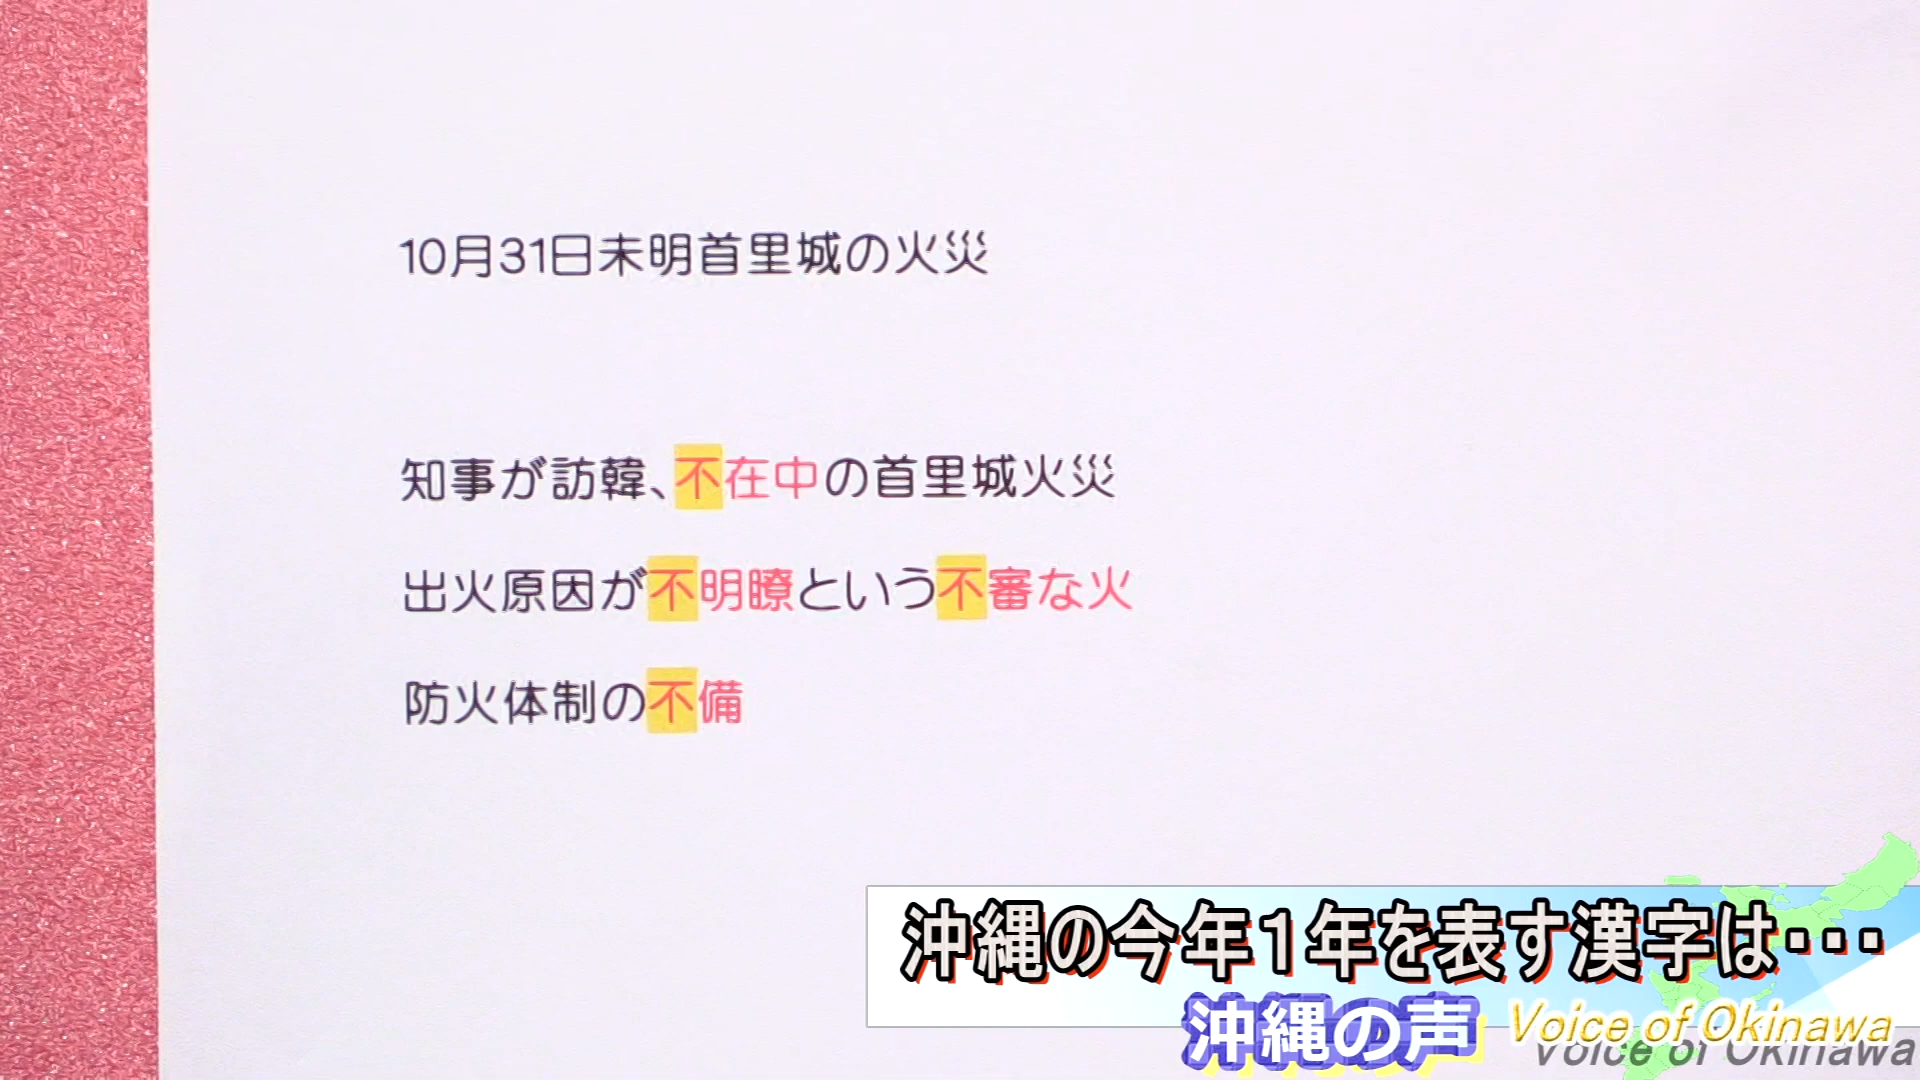 10月31日未明首里城の火災
知事が訪韓、不在中の首里城火災
出火原因が不明瞭という不審な火
防火体制の不備
沖縄の今年1年を表す漢字は・・・
沖縄の声 Voice of Okinawa
Voice of Okinawa